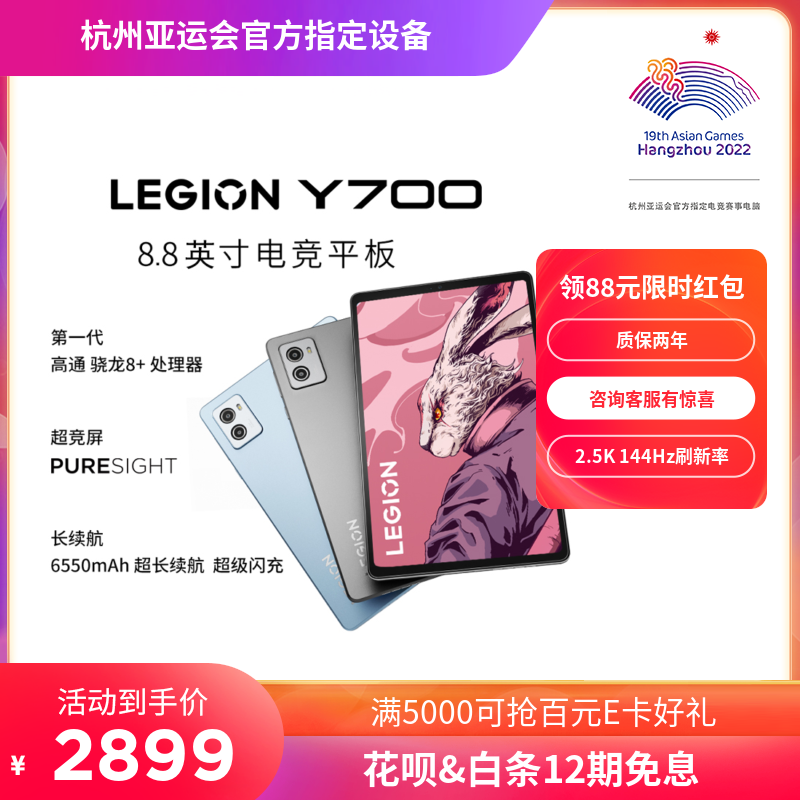 杭州亚运会官方指定设备
19th Asian Games
Hangzhou 2022
杭州亚运会官方指定电竞赛事电脑
LEGION Y700
8.8英寸电竞平板
领88元限时红包
质保两年
咨询客服有惊喜
2.5K 144Hz刷新率
第一代
高通 骁龙8+ 处理器
超竞屏
PURESIGHT
长续航
6550mAh 超长续航 超级闪充
LEGION
活动到手价
¥ 2899
满5000可抢百元E卡好礼
花呗&白条12期免息